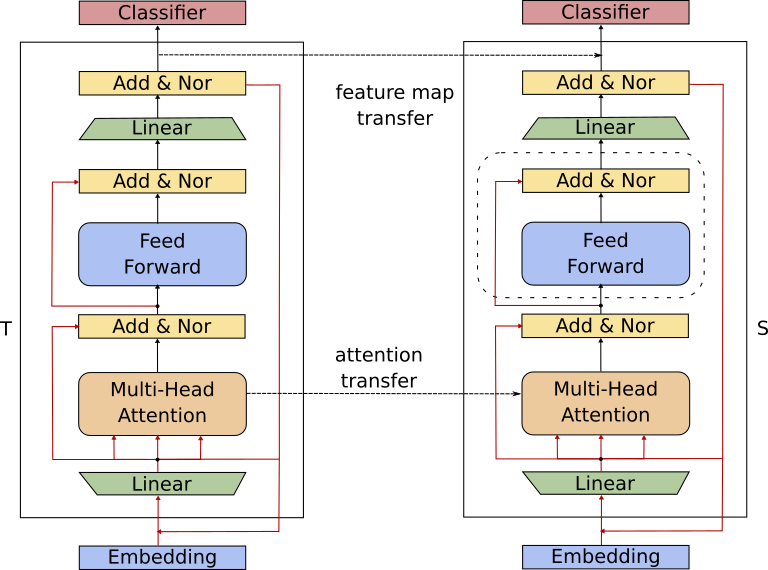 Classifier
Add & Nor
Linear
Add & Nor
Feed
Forward
Add & Nor
Multi-Head
Attention
Linear
Embedding
T
feature map
transfer
attention
transfer
Classifier
Add & Nor
Linear
Add & Nor
Feed
Forward
Add & Nor
Multi-Head
Attention
Linear
Embedding
S